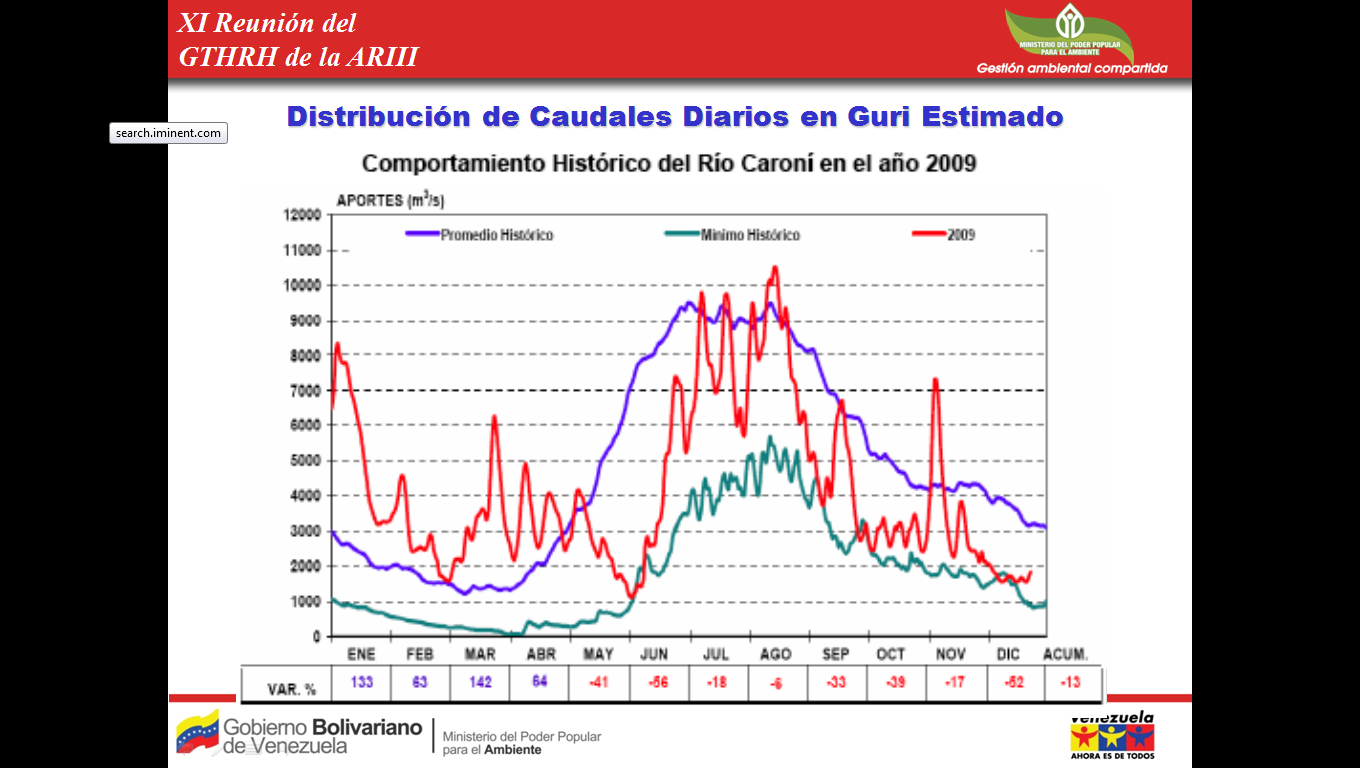 XI Reunión del
GTHRH de la ARIII
MINISTERIO DEL PODER POPULAR
PARA EL AMBIENTE
Gestión ambiental compartida
Distribución de Caudales Diarios en Guri Estimado
search.iminent.com
Comportamiento Histórico del Río Caroní en el año 2009
APORTES (m³/s)
12000
Promedio Histórico
Mínimo Histórico
2009
11000
10000
9000
8000
7000
6000
5000
4000
3000
2000
1000
0
ENE FEB MAR ABR MAY JUN JUL AGO SEP OCT NOV DIC ACUM.
VAR. % 133 63 142 64 -41 -56 -18 -6 -33 -39 -17 -52 -13
Gobierno Bolivariano
de Venezuela
Ministerio del Poder Popular
para el Ambiente
Venezuela
AHORA ES DE TODOS